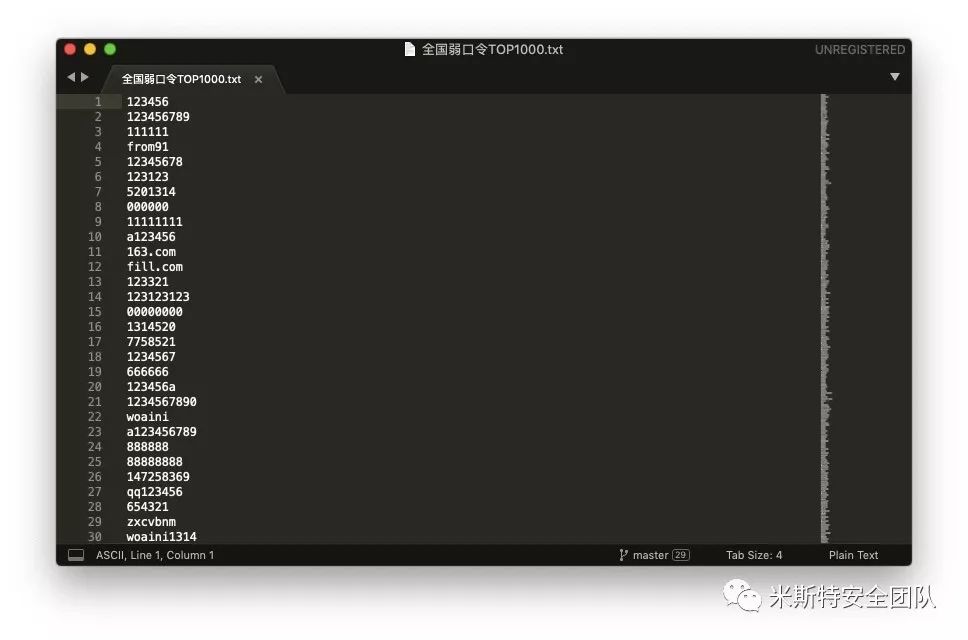 全国弱口令TOP1000.txt
UNREGISTERED
全国弱口令TOP1000.txt ×
1 123456
2 123456789
3 111111
4 from91
5 12345678
6 123123
7 5201314
8 000000
9 11111111
10 a123456
11 163.com
12 fill.com
13 123321
14 123123123
15 00000000
16 1314520
17 7758521
18 1234567
19 666666
20 123456a
21 1234567890
22 woaini
23 a123456789
24 888888
25 88888888
26 147258369
27 qq123456
28 654321
29 zxcvbnm
30 woaini1314
ASCII, Line 1, Column 1 master 29 Tab Size: 4 Plain Text
米斯特安全团队